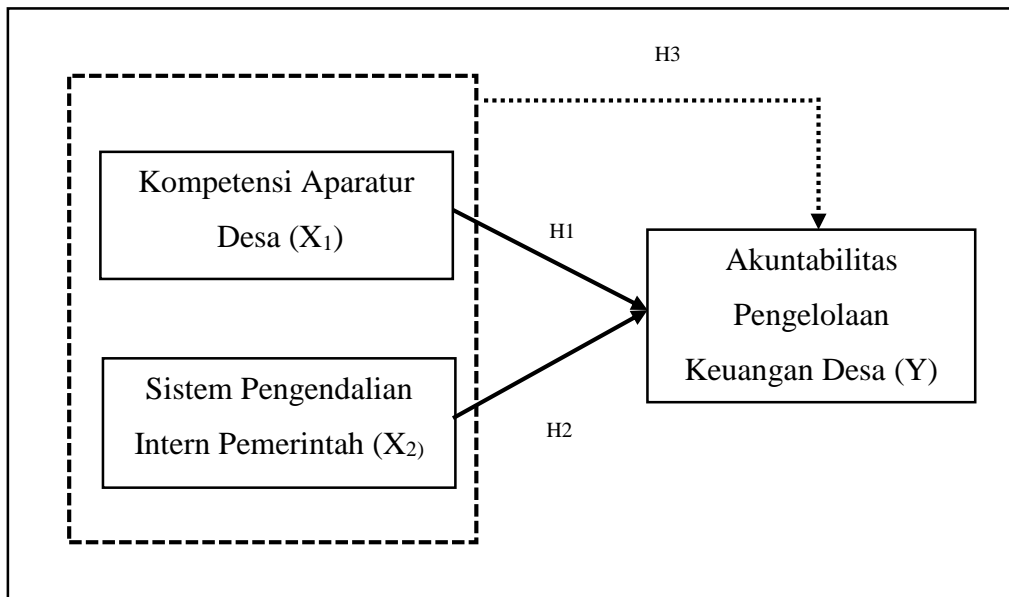 H3
Kompetensi Aparatur
Desa (X₁)
H1
Akuntabilitas
Pengelolaan
Keuangan Desa (Y)
Sistem Pengendalian
Intern Pemerintah (X₂₎
H2